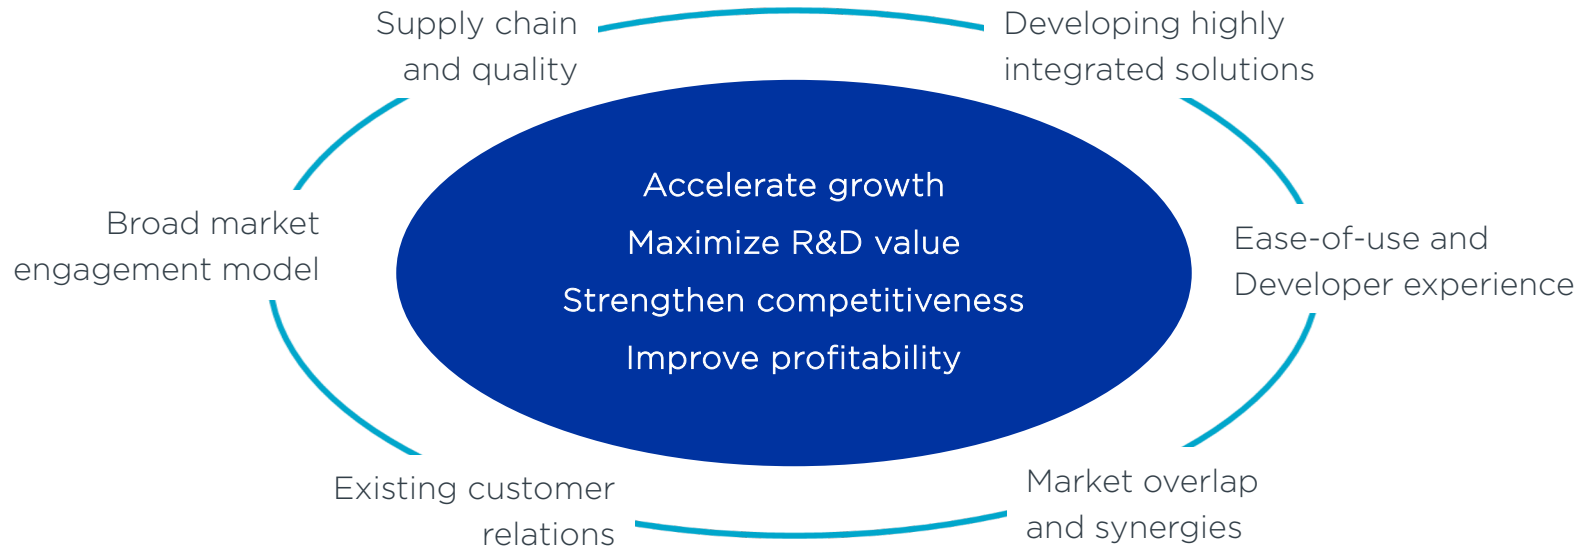 Supply chain
and quality
Developing highly
integrated solutions
Accelerate growth
Maximize R&D value
Strengthen competitiveness
Improve profitability
Broad market
engagement model
Ease-of-use and
Developer experience
Existing customer
relations
Market overlap
and synergies